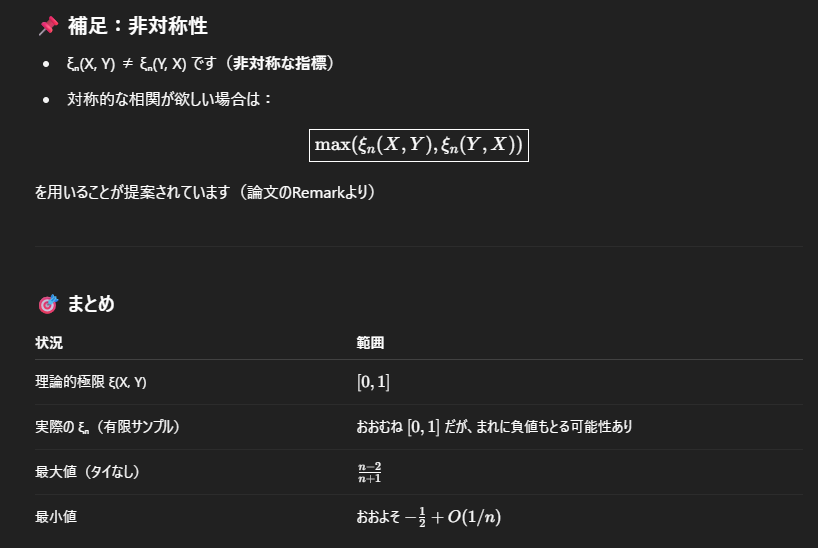 📌 補足：非対称性
• ξₙ(X, Y) ≠ ξₙ(Y, X) です（非対称な指標）
• 対称的な相関が欲しい場合は：
max(ξₙ(X, Y), ξₙ(Y, X))
を用いることが提案されています（論文のRemarkより）
🎯 まとめ
状況 範囲
理論的極限 ξ(X, Y) [0, 1]
実際の ξₙ（有限サンプル） おおむね [0, 1] だが、まれに負値もとる可能性あり
最大値（タイなし） \frac{n−2}{n+1}
最小値 おおよそ −\frac{1}{2} + O(1/n)